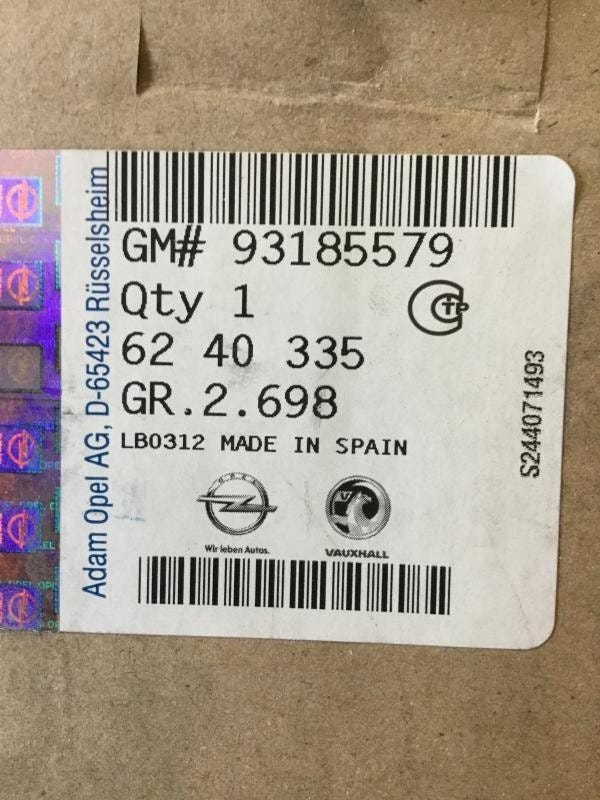 GM# 93185579
Qty 1
62 40 335
GR.2.698
LB0312 MADE IN SPAIN
OPEL
Wir leben Autos.
VAUXHALL
Adam Opel AG, D-65423 Rüsselsheim
S244071493